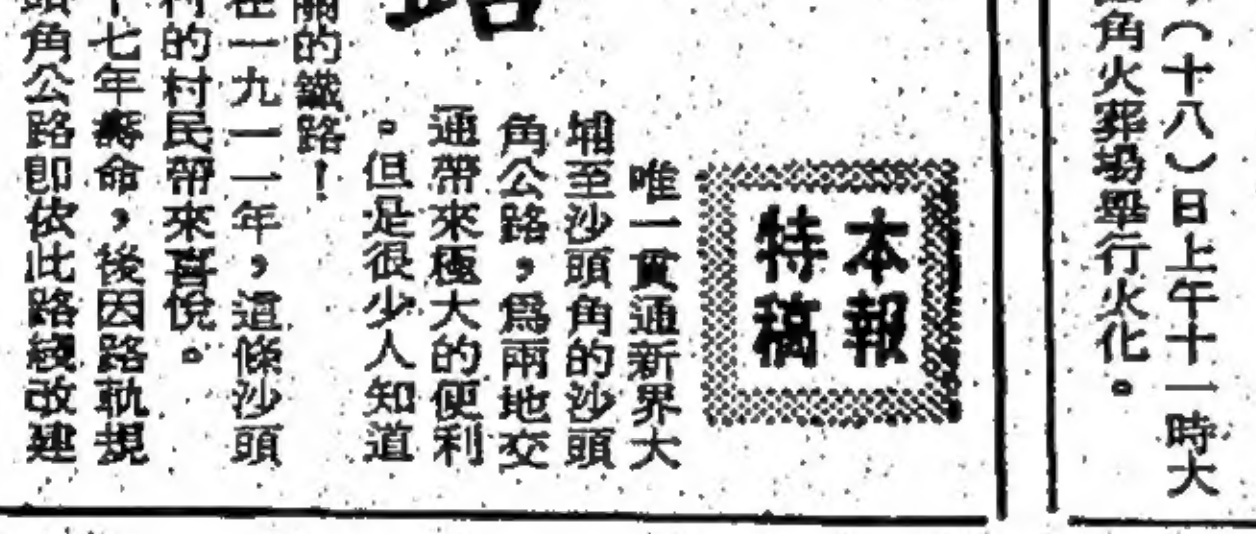 （十八）日上午十一時大
角火葬場舉行火化。
本報
特稿
唯一貫通新界大
埔至沙頭角的沙頭
角公路，爲兩地交
通帶來極大的便利
。但是很少人知道
路
的鐵路！
在一九一一年，這條沙頭
村的村民帶來喜悅。
十七年壽命，後因路軌規
頭角公路即依此路綫改建